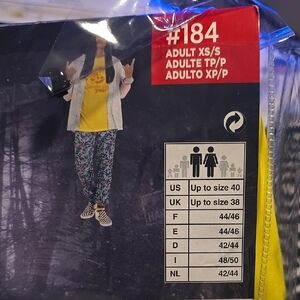 #184
ADULT XS/S
ADULTE TP/P
ADULTO XP/P
US Up to size 40
UK Up to size 38
F 44/46
E 44/46
D 42/44
I 48/50
NL 42/44